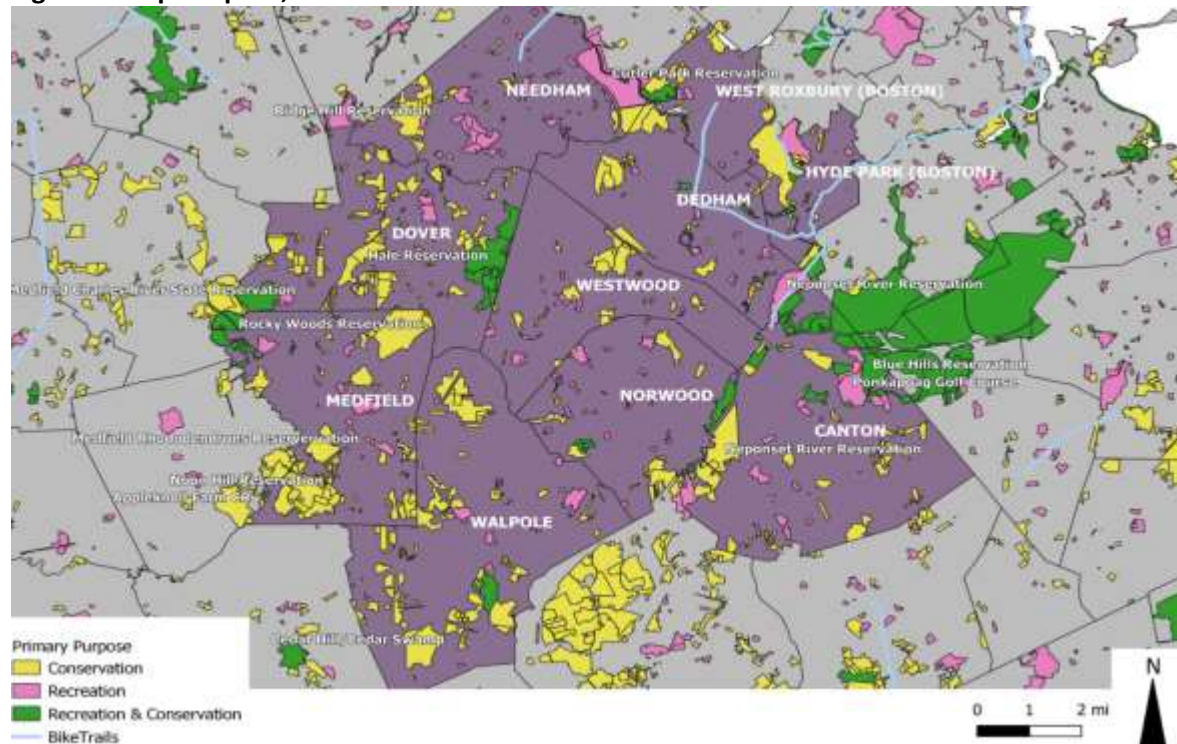 Cutler Park Reservation
NEEDHAM
WEST ROXBURY (BOSTON)
Ridge Hill Reservation
HYDE PARK (BOSTON)
DEDHAM
DOVER
Hale Reservation
WESTWOOD
Neponset River Reservation
Medfield Charles River State Reservation
Rocky Woods Reservation
Blue Hills Reservation
Ponkapoag Golf Course
MEDFIELD
NORWOOD
CANTON
Medfield Rhododendrons Reserervation
Neponset River Reservation
Noon Hill Reservation
WALPOLE
Cedar Hill/Cedar Swamp
Primary Purpose
Conservation
Recreation
Recreation & Conservation
BikeTrails
N
0 1 2 mi